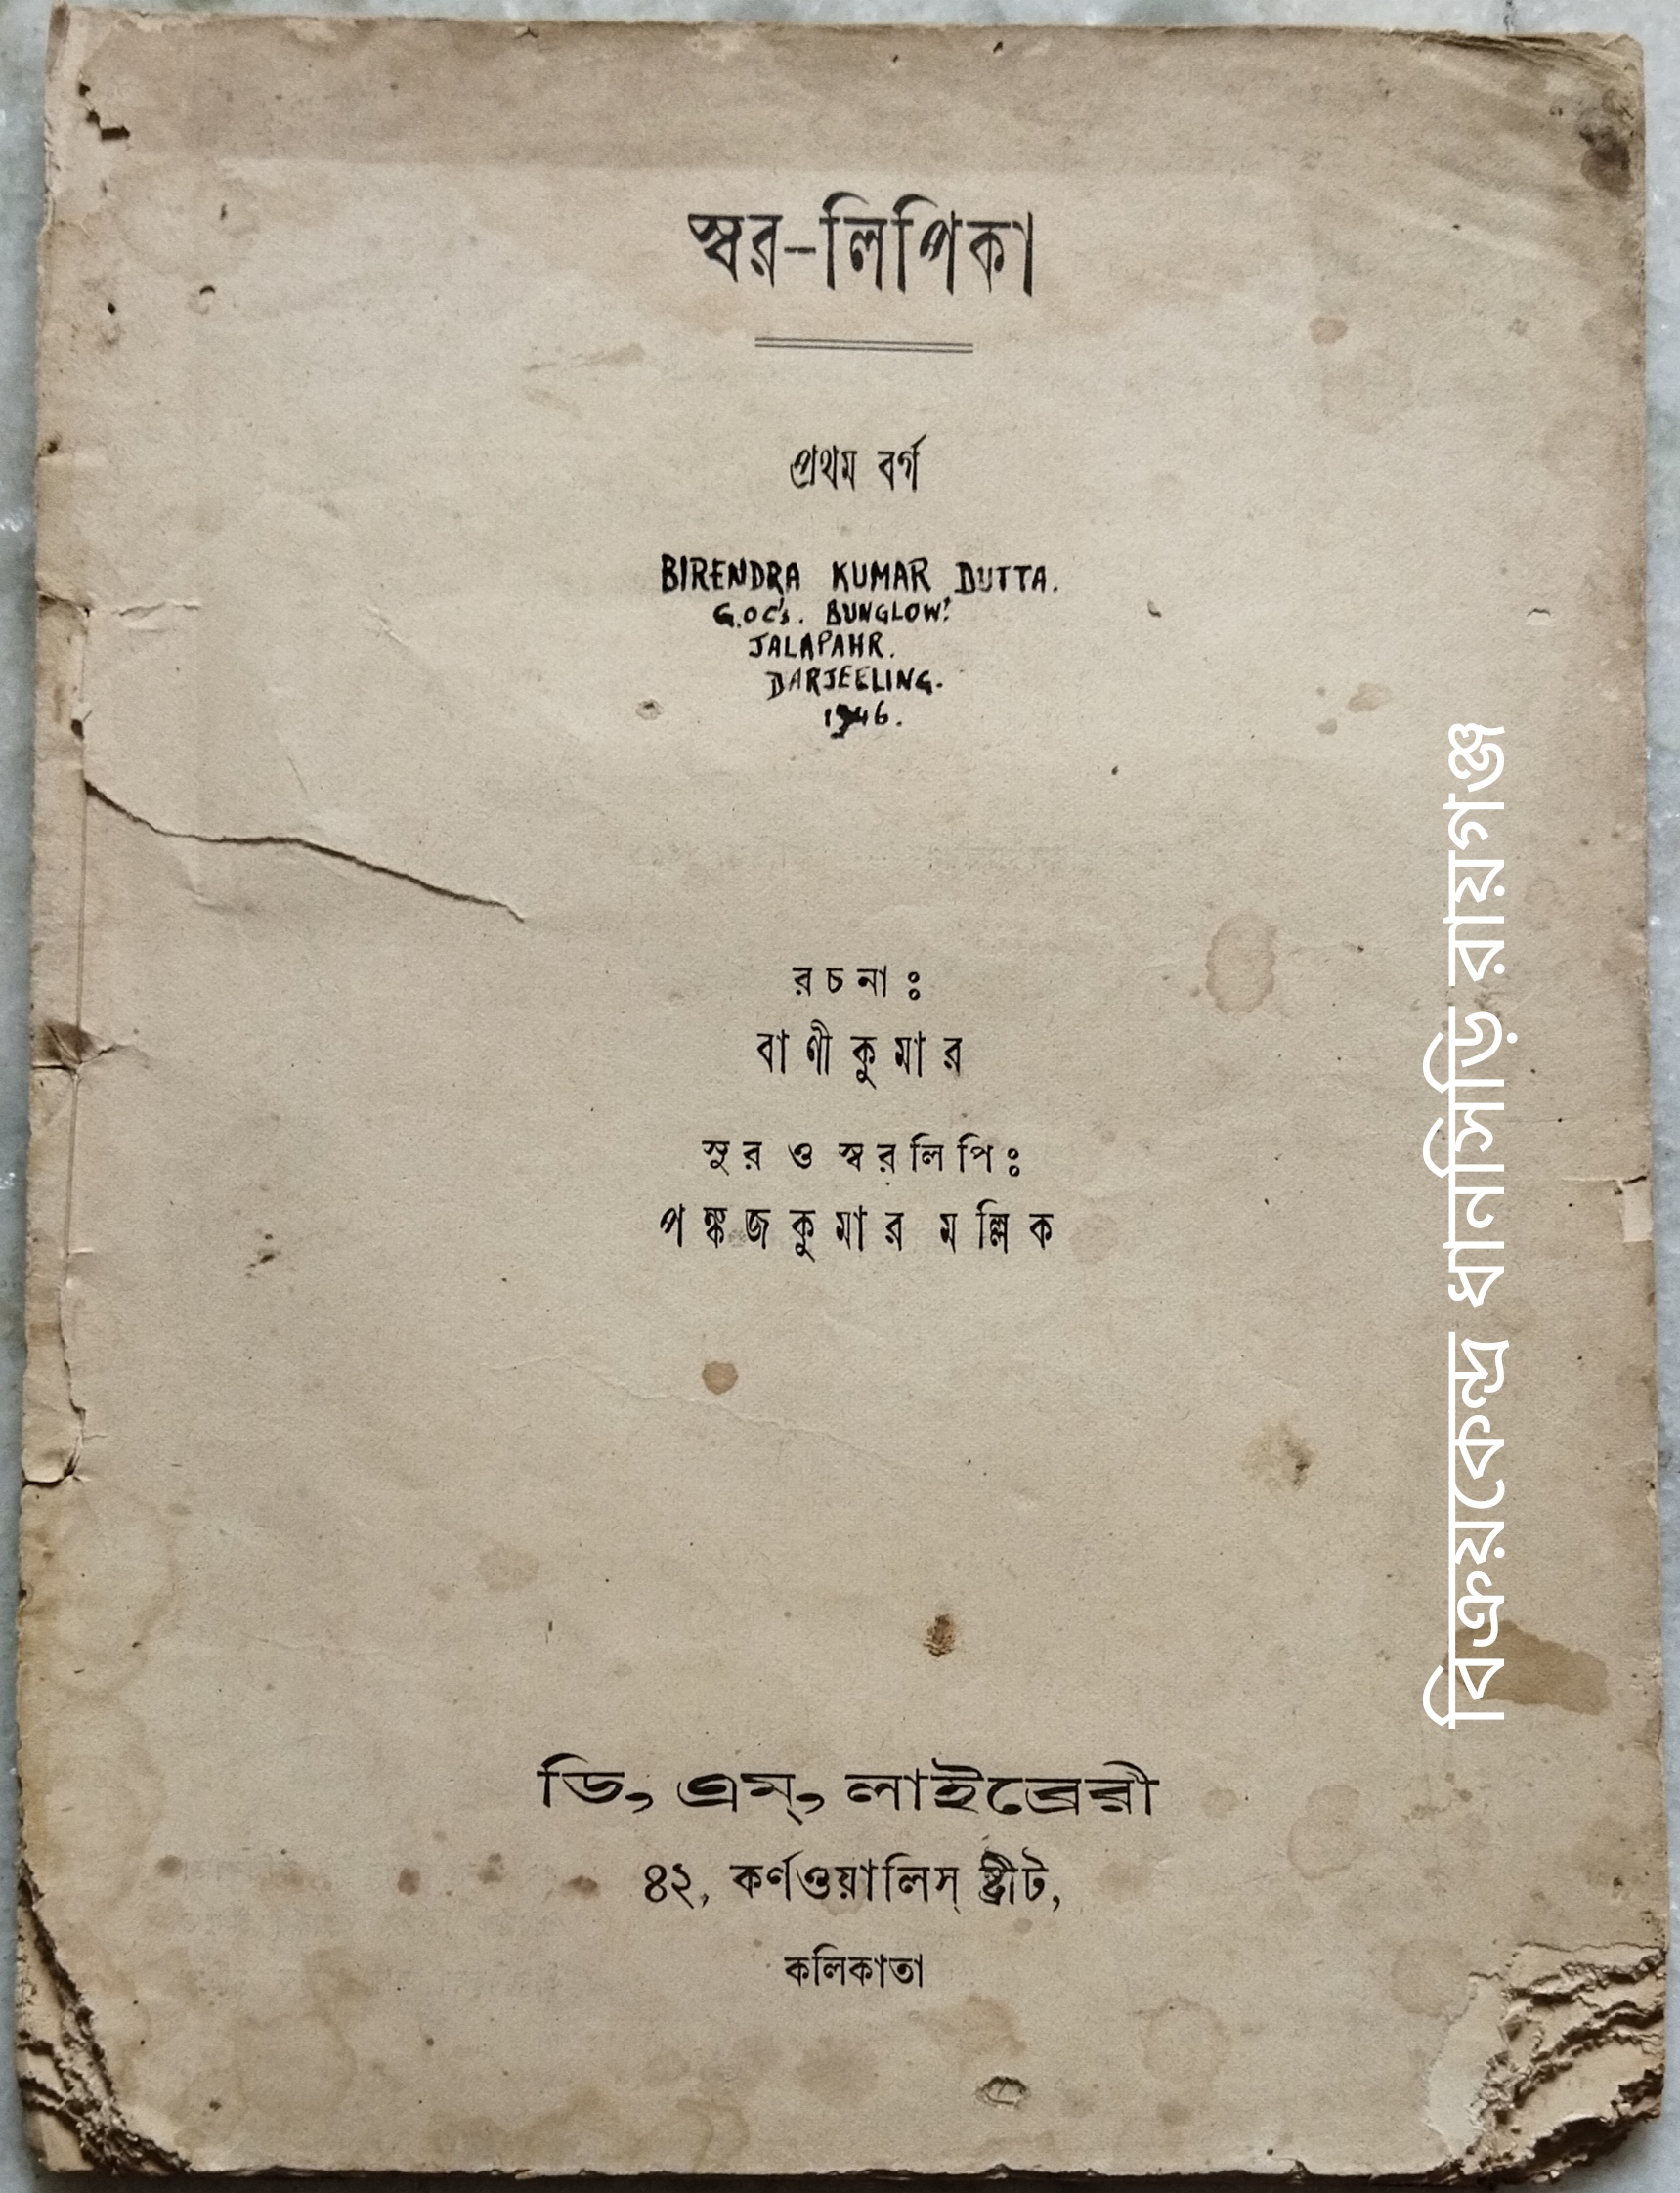 স্বর-লিপিকা
প্রথম বর্গ
BIRENDRA KUMAR DUTTA.
G.OC's. BUNGLOW.
JALAPAHR.
DARJEELING.
1946.
রচনাঃ
বাণীকুমার
সুর ও স্বরলিপিঃ
পঙ্কজকুমার মল্লিক
ডি, এম্, লাইব্রেরী
৪২, কর্ণওয়ালিস্ ষ্ট্রীট,
কলিকাতা
বিক্রয়কেন্দ্র ধানসিড়ি রায়গঞ্জ